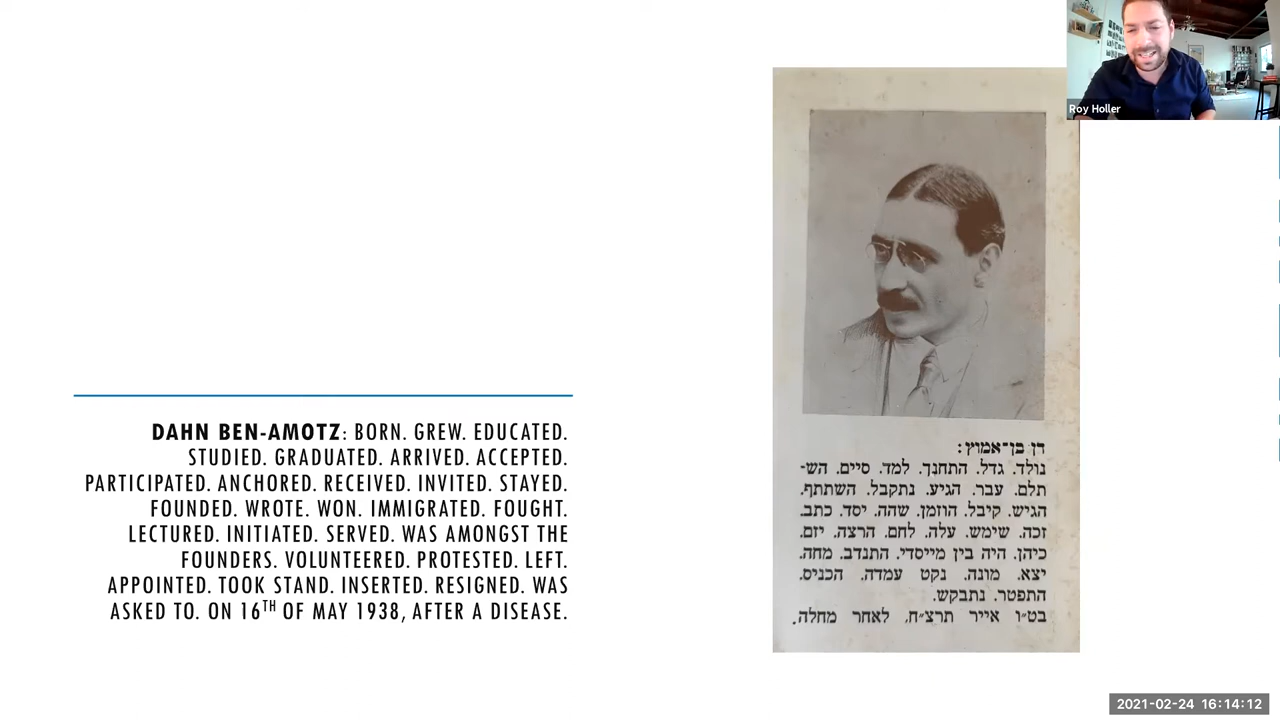 Roy Holler
DAHN BEN-AMOTZ: BORN. GREW. EDUCATED.
STUDIED. GRADUATED. ARRIVED. ACCEPTED.
PARTICIPATED. ANCHORED. RECEIVED. INVITED. STAYED.
FOUNDED. WROTE. WON. IMMIGRATED. FOUGHT.
LECTURED. INITIATED. SERVED. WAS AMONGST THE
FOUNDERS. VOLUNTEERED. PROTESTED. LEFT.
APPOINTED. TOOK STAND. INSERTED. RESIGNED. WAS
ASKED TO. ON 16TH OF MAY 1938, AFTER A DISEASE.
דן בן־אמוץ:
נולד. גדל. התחנך. למד. סיים. הש־
תלם. עבר. הגיע. נתקבל. השתתף.
הגיש. קיבל. הוזמן. שהה. יסד. כתב.
זכה. שימש. עלה. לחם. הרצה. יזם.
כיהן. היה בין מייסדי. התנדב. מחה.
יצא. מונה. נקט עמדה. הכניס.
התפטר. נתבקש.
בט״ו אייר תרצ״ח, לאחר מחלה.
2021-02-24 16:14:12